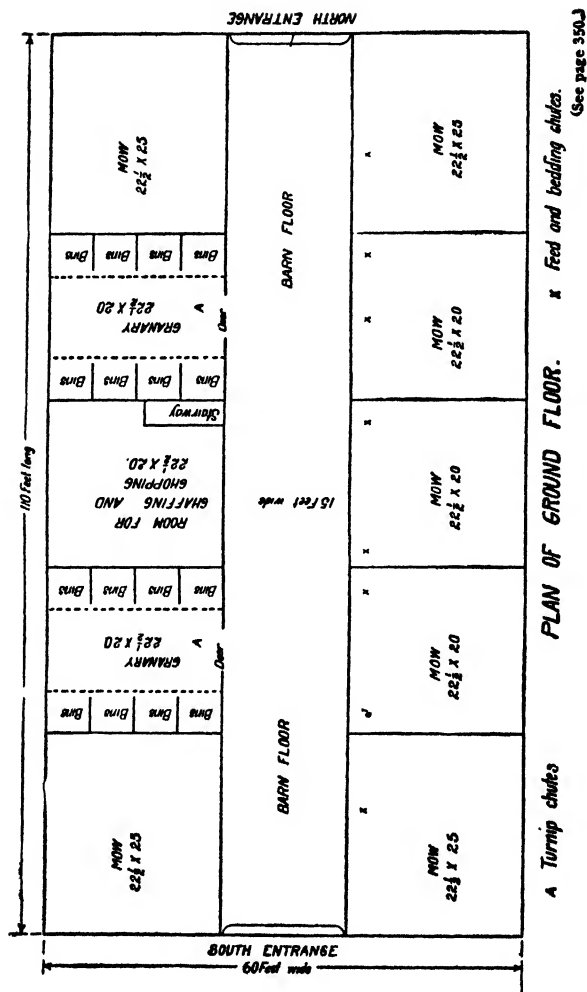 NORTH ENTRANCE
110 Feet long
MOW
22½ X 25
Bins
Bins
Bins
Bins
GRANARY
22½ X 20
A
Door
Bins
Bins
Bins
Bins
Stairway
ROOM FOR
CHAFFING AND
CHOPPING
22½ X 20.
Bins
Bins
Bins
Bins
GRANARY
22½ X 20
A
Door
Bins
Bins
Bins
Bins
MOW
22½ X 25
BARN FLOOR
15 Feet wide
BARN FLOOR
x
MOW
22½ X 25
x
x
MOW
22½ X 20
x
x
MOW
22½ X 20
x
MOW
22½ X 20
x
MOW
22½ X 25
SOUTH ENTRANCE
60 Feet wide
A Turnip chutes
PLAN OF GROUND FLOOR.
x Feed and bedding chutes.
(See page 350.)